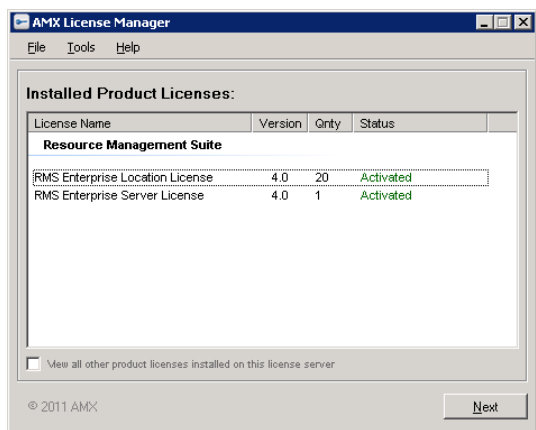 AMX License Manager
File Tools Help
Installed Product Licenses:
License Name Version Qnty Status
Resource Management Suite
RMS Enterprise Location License 4.0 20 Activated
RMS Enterprise Server License 4.0 1 Activated
View all other product licenses installed on this license server
© 2011 AMX Next